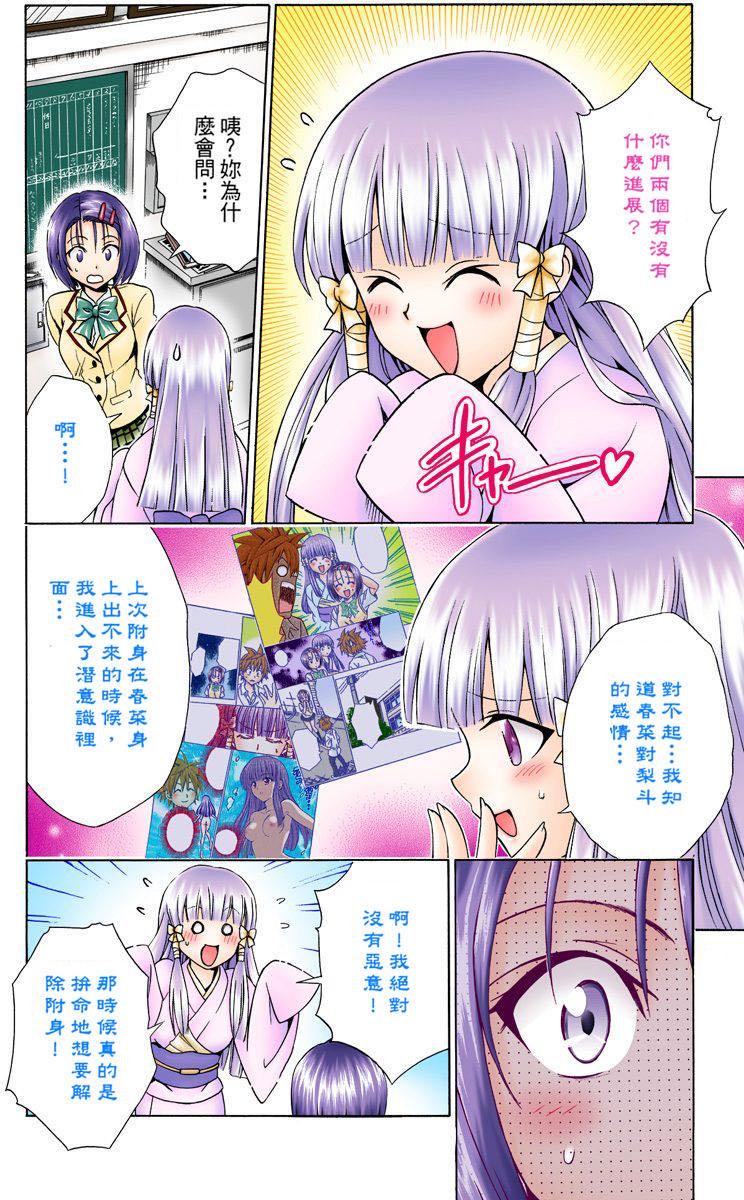 你們兩個有沒有
什麼進展？
キャー♡
咦？妳為什
麼會問…
啊…！
對不起…我知
道春菜對梨斗
的感情…
上次附身在春菜身
上出不來的時候，
我進入了潛意識裡
面…
啊！我絕對
沒有惡意！
那時候真的是
拚命地想要解
除附身！